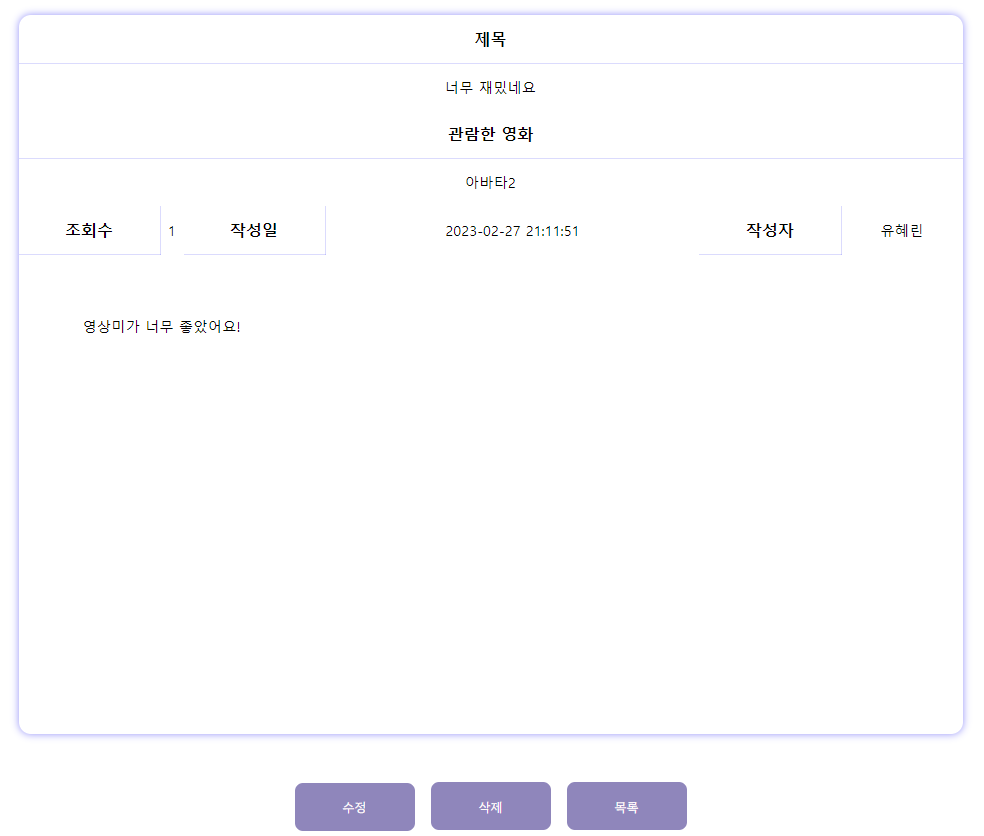 제목
너무 재밌네요
관람한 영화
아바타2
조회수 1 작성일 2023-02-27 21:11:51 작성자 유혜린
영상미가 너무 좋았어요!
수정 삭제 목록